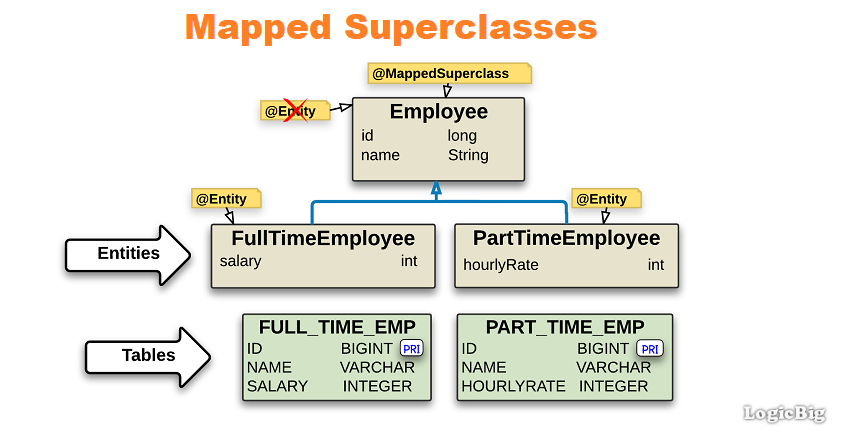 Mapped Superclasses
@MappedSuperclass
@Entity
Employee
id long
name String
@Entity
@Entity
FullTimeEmployee
salary int
PartTimeEmployee
hourlyRate int
Entities
FULL_TIME_EMP
ID BIGINT PRI
NAME VARCHAR
SALARY INTEGER
PART_TIME_EMP
ID BIGINT PRI
NAME VARCHAR
HOURLYRATE INTEGER
Tables
LogicBig